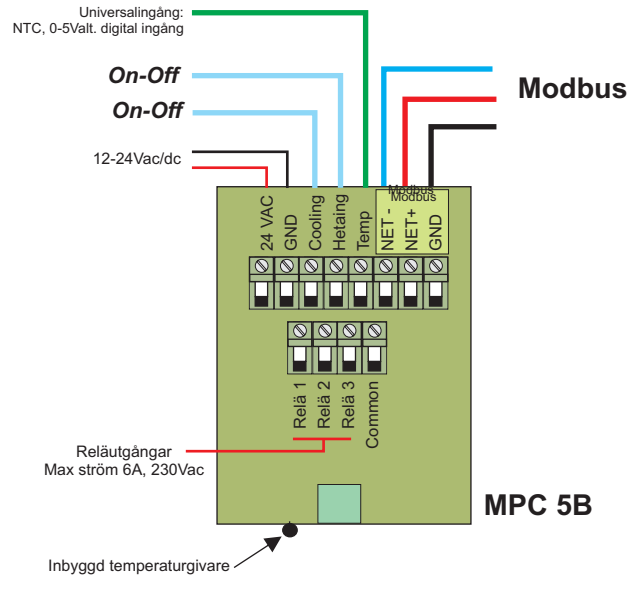 Universalingång:
NTC, 0-5Valt. digital ingång
On-Off
On-Off
Modbus
12-24Vac/dc
Modbus
Modbus
24 VAC
GND
Cooling
Hetaing
Temp
NET -
NET+
GND
Relä 1
Relä 2
Relä 3
Common
Reläutgångar
Max ström 6A, 230Vac
MPC 5B
Inbyggd temperaturgivare